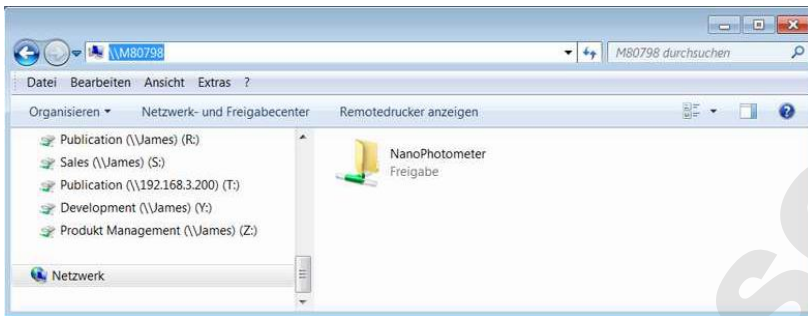 \\M80798
M80798 durchsuchen
Datei Bearbeiten Ansicht Extras ?
Organisieren Netzwerk- und Freigabecenter Remotedrucker anzeigen
Publication (\\James) (R:)
Sales (\\James) (S:)
Publication (\\192.168.3.200) (T:)
Development (\\James) (Y:)
Produkt Management (\\James) (Z:)
Netzwerk
NanoPhotometer
Freigabe